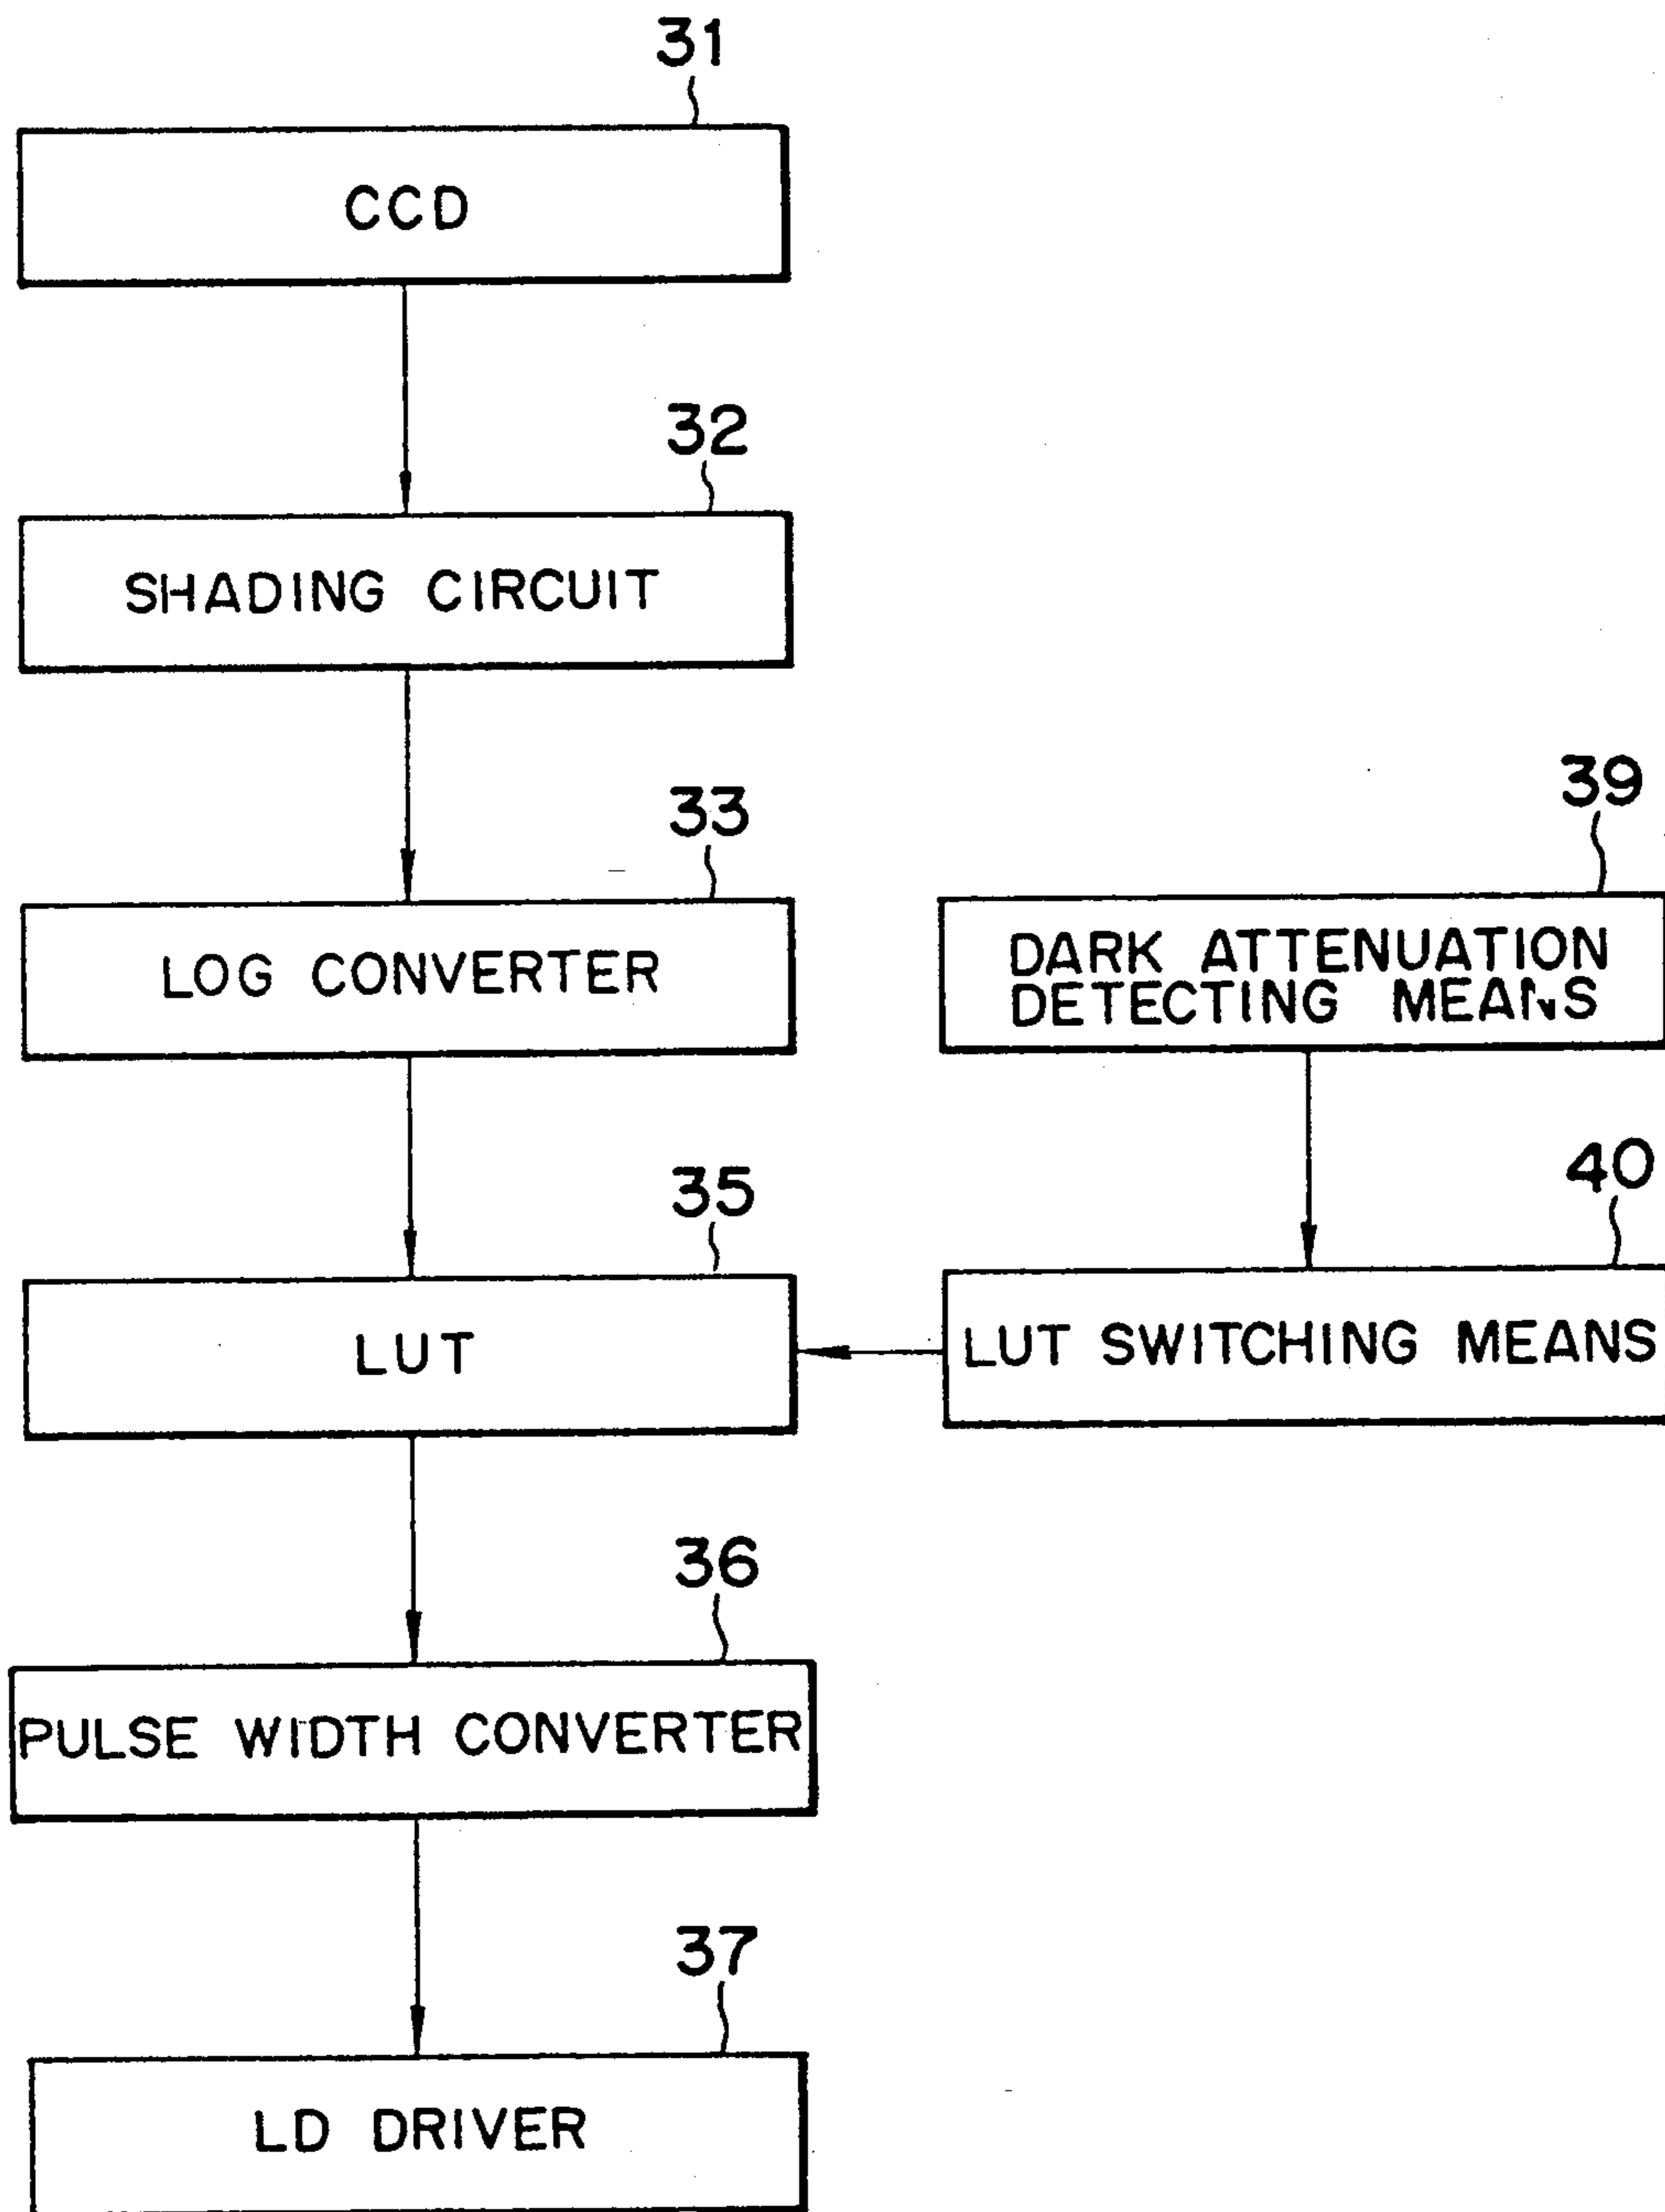 31
CCD
32
SHADING CIRCUIT
33
LOG CONVERTER
39
DARK ATTENUATION
DETECTING MEANS
35
LUT
40
LUT SWITCHING MEANS
36
PULSE WIDTH CONVERTER
37
LD DRIVER